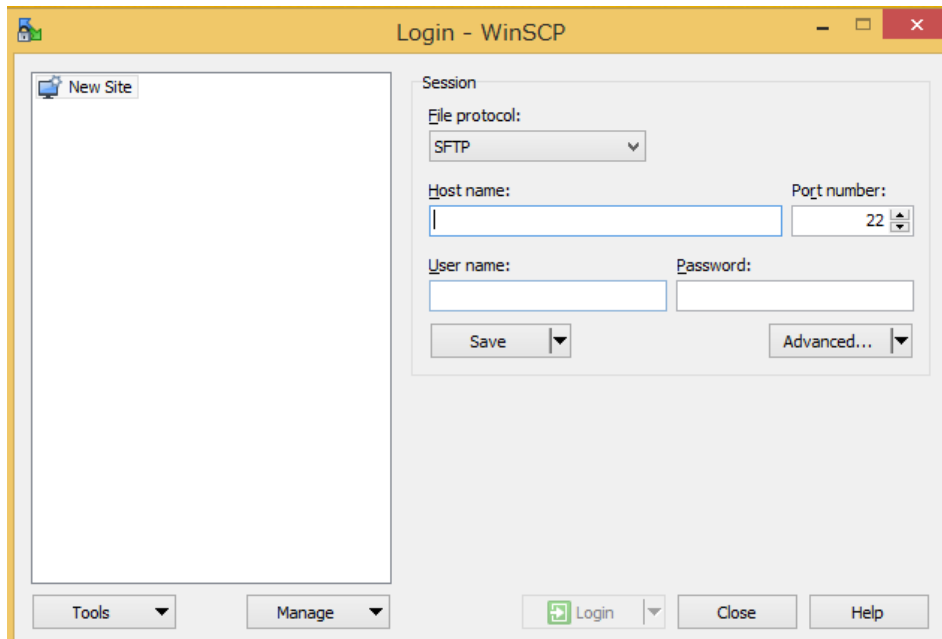 Login - WinSCP
New Site
Session
File protocol:
SFTP
Host name:
Port number:
22
User name:
Password:
Save
Advanced...
Tools
Manage
Login
Close
Help